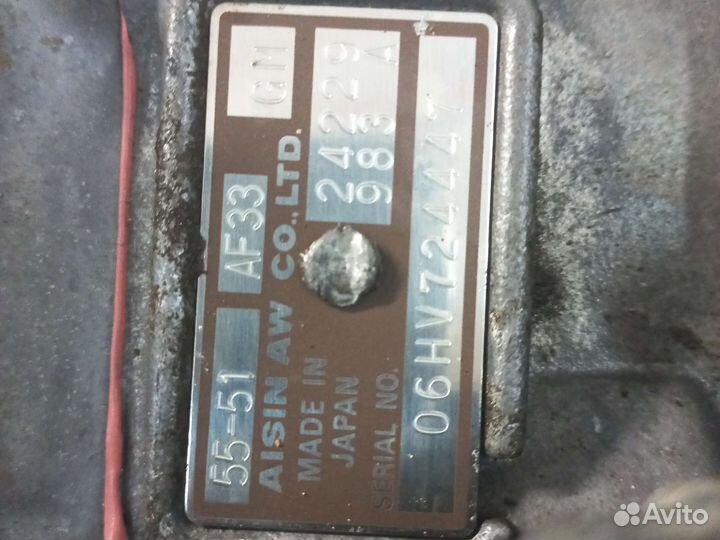 55-51 AF33 GM
AISIN AW CO.,LTD.
MADE IN 24229
JAPAN 983 A
SERIAL NO. 06HV724447
Avito